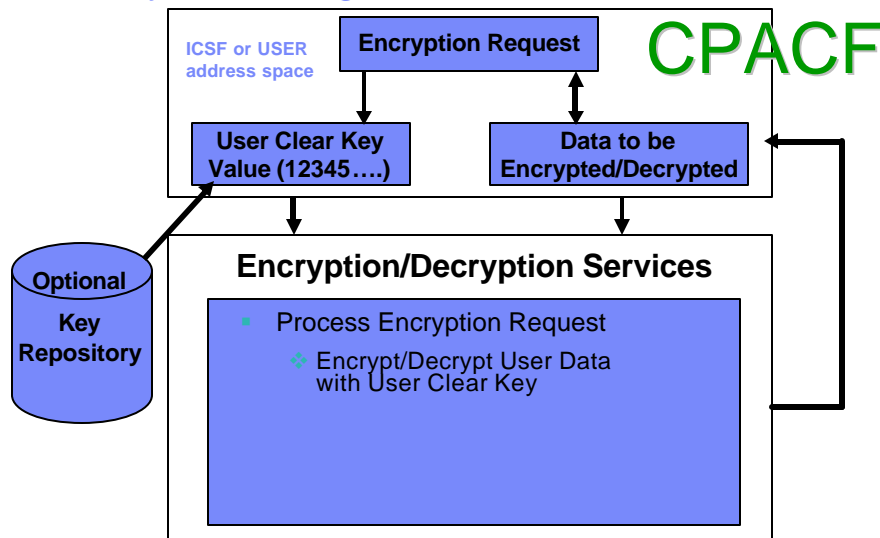 ICSF or USER
address space
Encryption Request
CPACF
User Clear Key
Value (12345....)
Data to be
Encrypted/Decrypted
Optional
Key
Repository
Encryption/Decryption Services
Process Encryption Request
Encrypt/Decrypt User Data
with User Clear Key